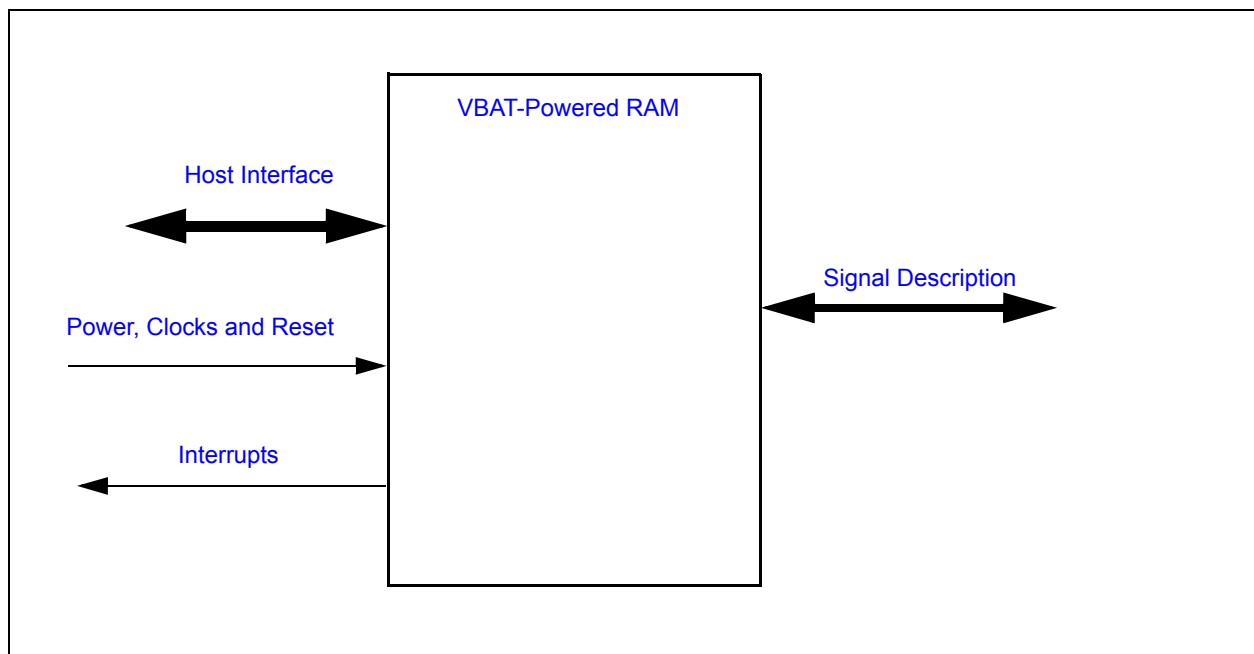 VBAT-Powered RAM
Host Interface
Signal Description
Power, Clocks and Reset
Interrupts